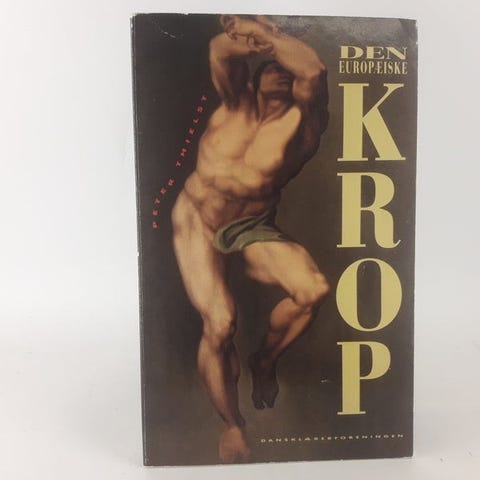 DEN
EUROPÆISKE
KROP
PETER THIELST
DANSKLÆRERFORENINGEN